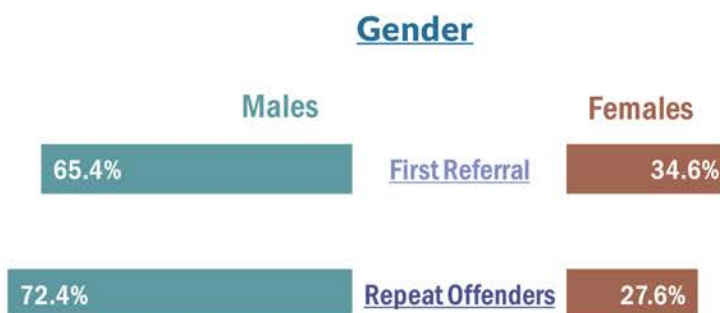 Gender
Males Females
65.4% First Referral 34.6%
72.4% Repeat Offenders 27.6%